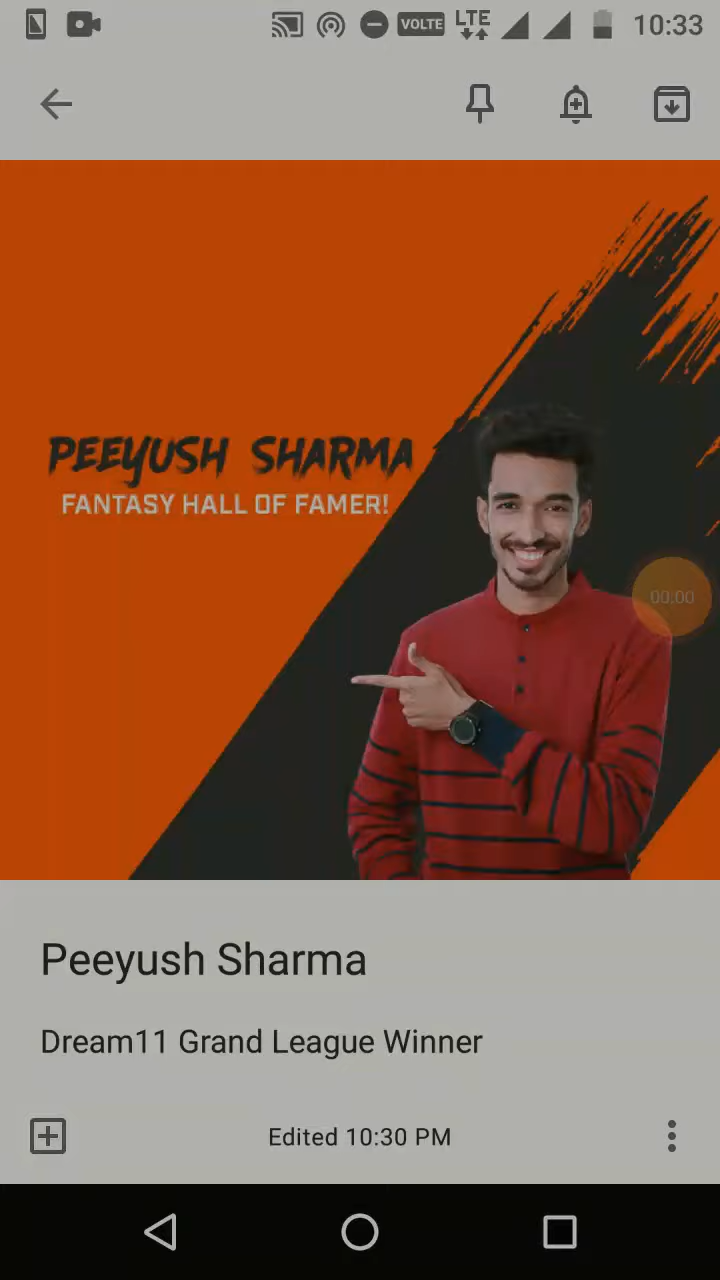 VOLTE LTE 10:33
PEEYUSH SHARMA
FANTASY HALL OF FAMER!
00:00
Peeyush Sharma
Dream11 Grand League Winner
Edited 10:30 PM